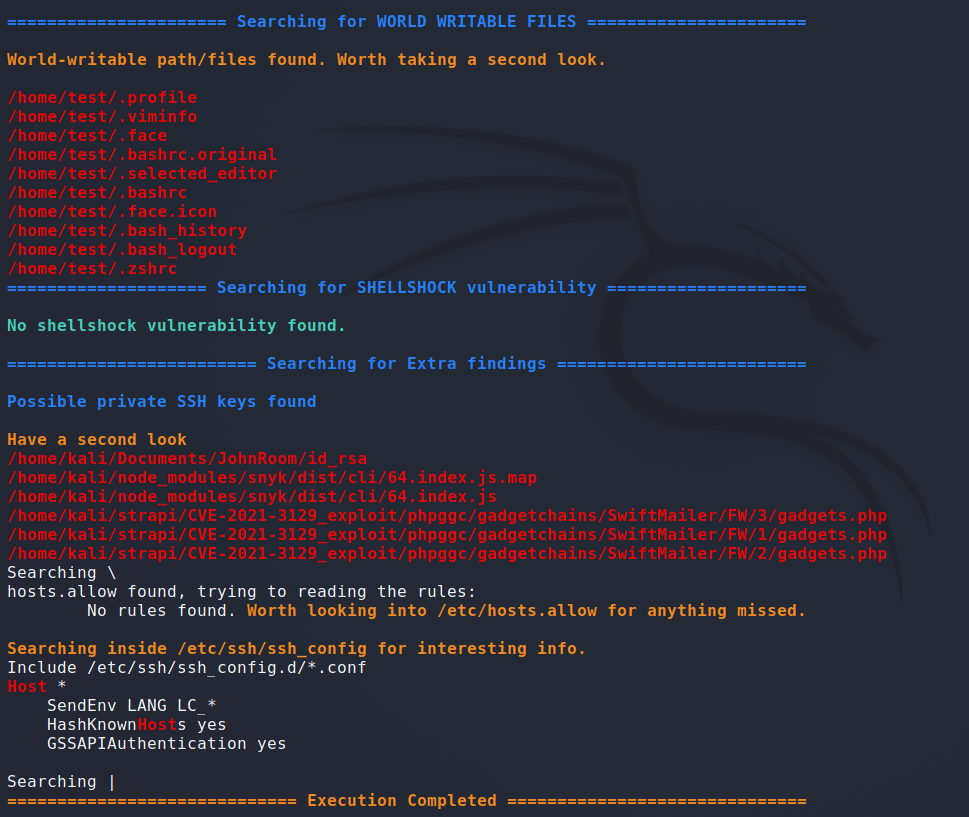 ====================== Searching for WORLD WRITABLE FILES ======================
World-writable path/files found. Worth taking a second look.
/home/test/.profile
/home/test/.viminfo
/home/test/.face
/home/test/.bashrc.original
/home/test/.selected_editor
/home/test/.bashrc
/home/test/.face.icon
/home/test/.bash_history
/home/test/.bash_logout
/home/test/.zshrc
==================== Searching for SHELLSHOCK vulnerability ====================
No shellshock vulnerability found.
========================= Searching for Extra findings =========================
Possible private SSH keys found
Have a second look
/home/kali/Documents/JohnRoom/id_rsa
/home/kali/node_modules/snyk/dist/cli/64.index.js.map
/home/kali/node_modules/snyk/dist/cli/64.index.js
/home/kali/strapi/CVE-2021-3129_exploit/phpggc/gadgetchains/SwiftMailer/FW/3/gadgets.php
/home/kali/strapi/CVE-2021-3129_exploit/phpggc/gadgetchains/SwiftMailer/FW/1/gadgets.php
/home/kali/strapi/CVE-2021-3129_exploit/phpggc/gadgetchains/SwiftMailer/FW/2/gadgets.php
Searching \
hosts.allow found, trying to reading the rules:
        No rules found. Worth looking into /etc/hosts.allow for anything missed.
Searching inside /etc/ssh/ssh_config for interesting info.
Include /etc/ssh/ssh_config.d/*.conf
Host *
    SendEnv LANG LC_*
    HashKnownHosts yes
    GSSAPIAuthentication yes
Searching |
============================= Execution Completed ==============================